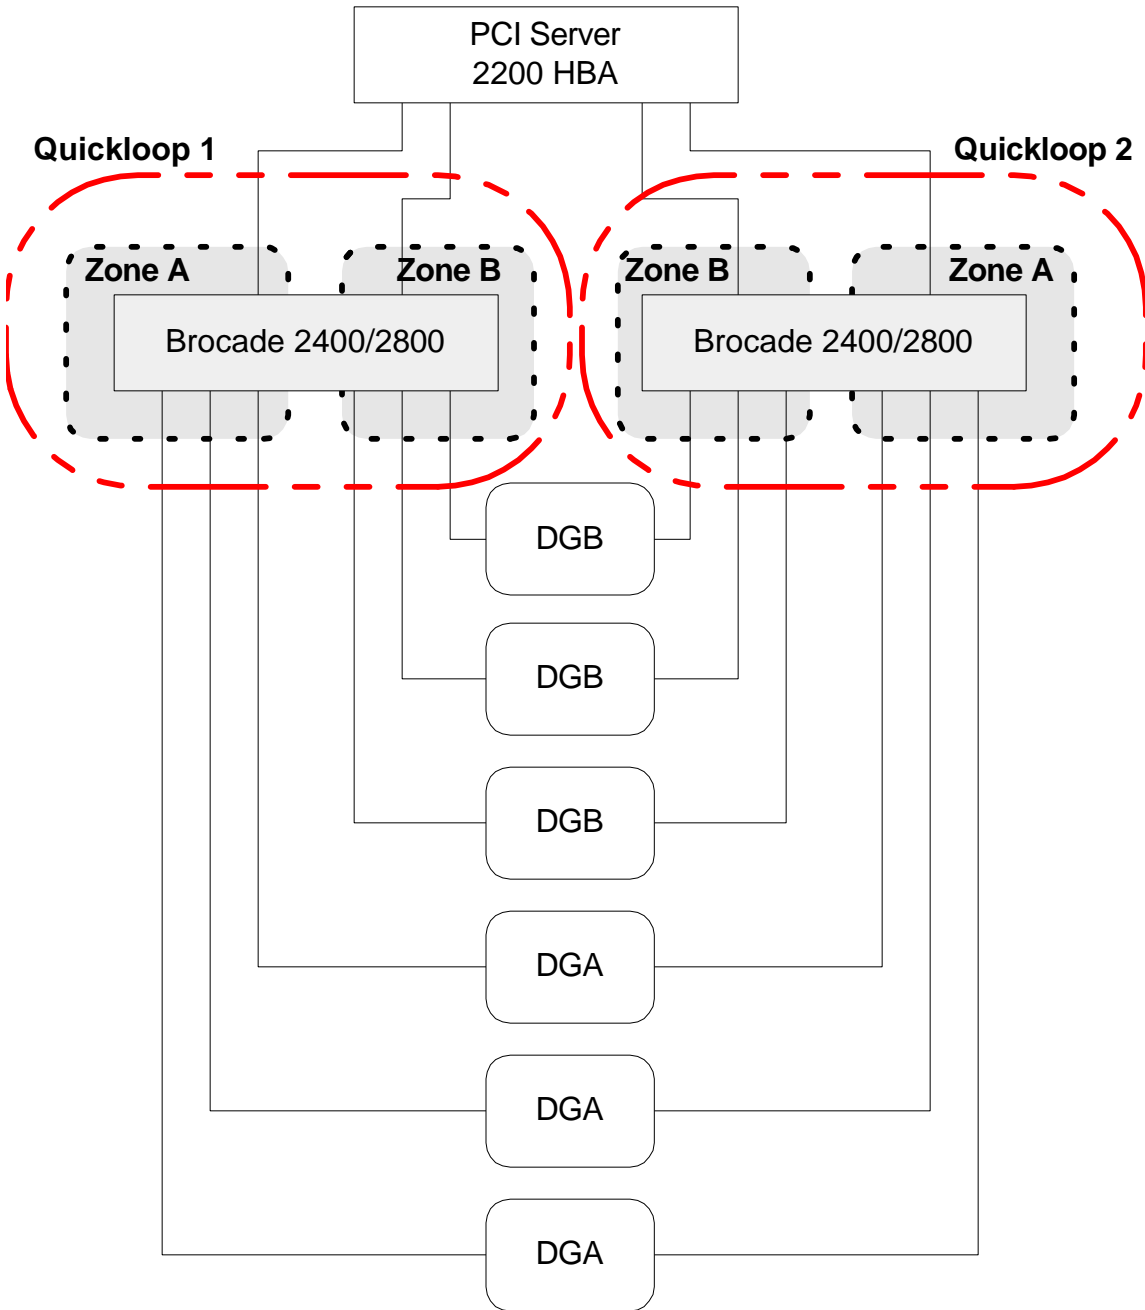 PCI Server
2200 HBA
Quickloop 1
Quickloop 2
Zone A
Zone B
Zone B
Zone A
Brocade 2400/2800
Brocade 2400/2800
DGB
DGB
DGB
DGA
DGA
DGA